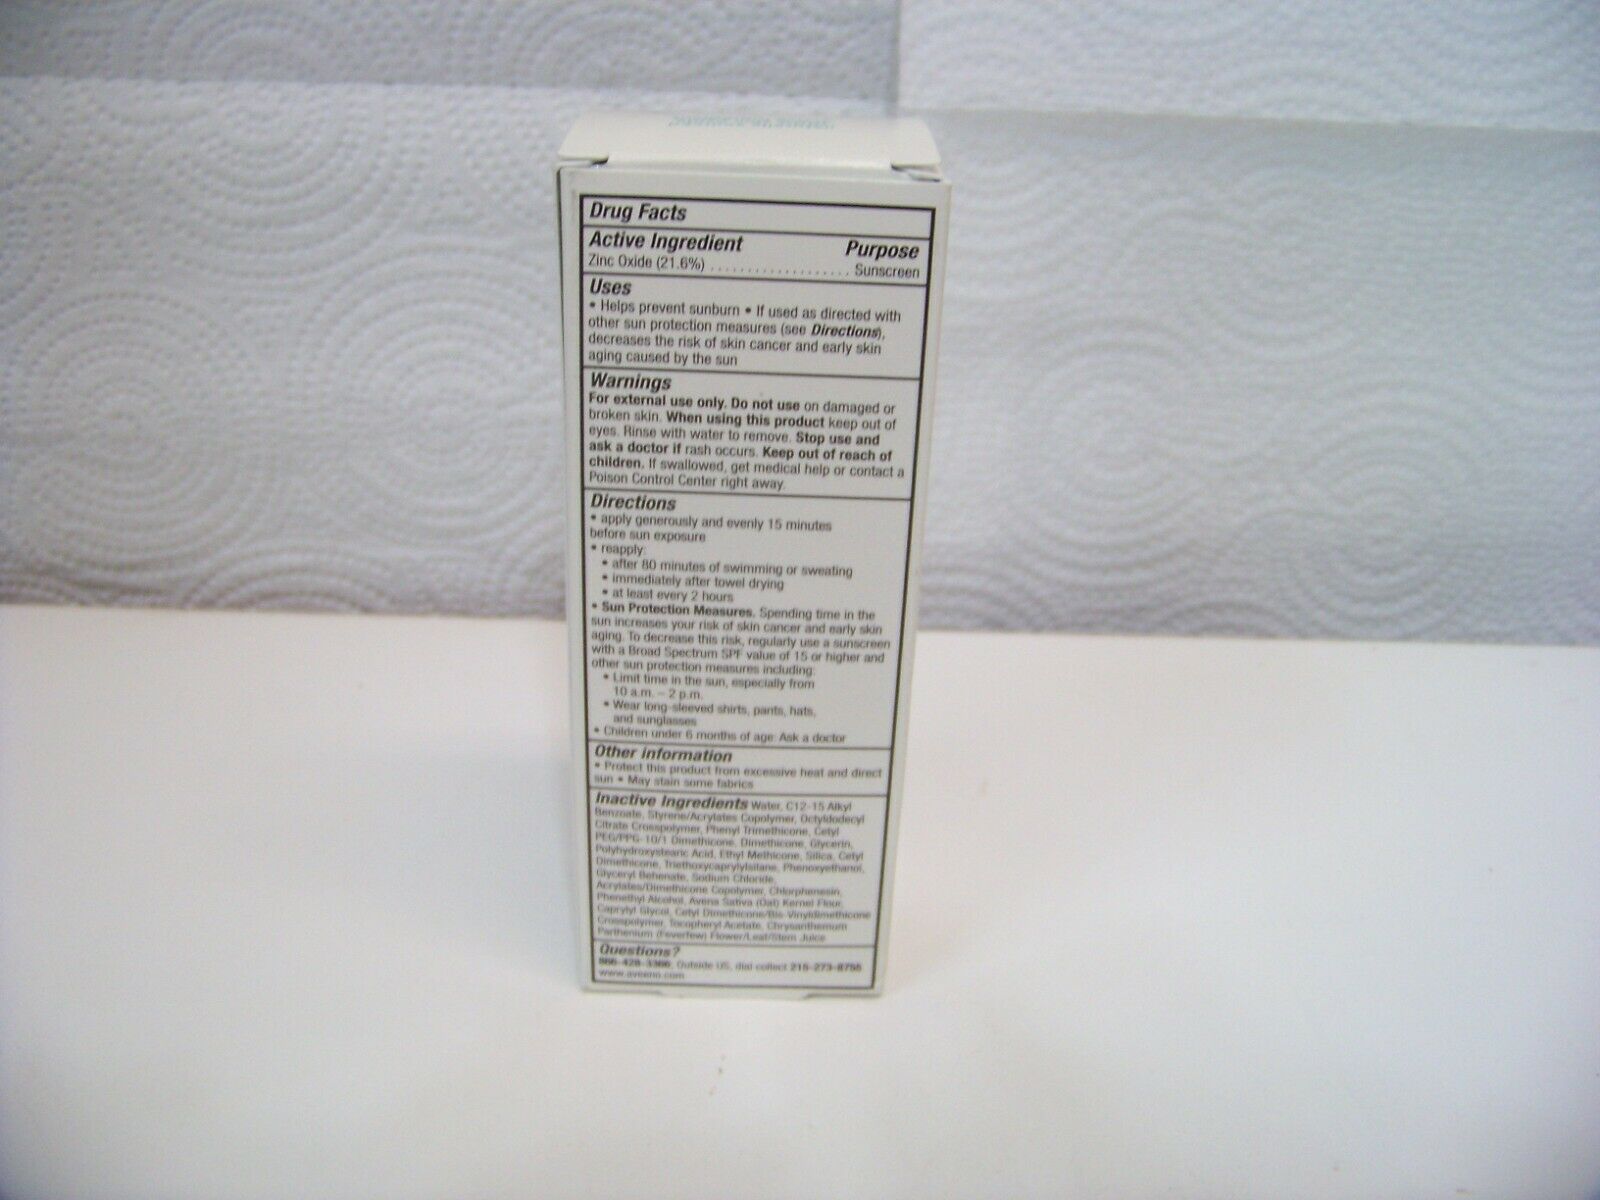 Drug Facts
Active Ingredient Purpose
Zinc Oxide (21.6%) .................... Sunscreen
Uses
• Helps prevent sunburn • If used as directed with
other sun protection measures (see Directions),
decreases the risk of skin cancer and early skin
aging caused by the sun
Warnings
For external use only. Do not use on damaged or
broken skin. When using this product keep out of
eyes. Rinse with water to remove. Stop use and
ask a doctor if rash occurs. Keep out of reach of
children. If swallowed, get medical help or contact a
Poison Control Center right away.
Directions
• apply generously and evenly 15 minutes
before sun exposure
• reapply:
• after 80 minutes of swimming or sweating
• immediately after towel drying
• at least every 2 hours
• Sun Protection Measures. Spending time in the
sun increases your risk of skin cancer and early skin
aging. To decrease this risk, regularly use a sunscreen
with a Broad Spectrum SPF value of 15 or higher and
other sun protection measures including:
• Limit time in the sun, especially from
10 a.m. – 2 p.m.
• Wear long-sleeved shirts, pants, hats,
and sunglasses
• Children under 6 months of age: Ask a doctor
Other information
• Protect this product from excessive heat and direct
sun • May stain some fabrics
Inactive Ingredients Water, C12-15 Alkyl
Benzoate, Styrene/Acrylates Copolymer, Octyldodecyl
Citrate Crosspolymer, Phenyl Trimethicone, Cetyl
PEG/PPG-10/1 Dimethicone, Dimethicone, Glycerin,
Polyhydroxystearic Acid, Ethyl Methicone, Silica, Cetyl
Dimethicone, Triethoxycaprylylsilane, Phenoxyethanol,
Glyceryl Behenate, Sodium Chloride,
Acrylates/Dimethicone Copolymer, Chlorphenesin,
Phenethyl Alcohol, Avena Sativa (Oat) Kernel Flour,
Caprylyl Glycol, Cetyl Dimethicone/Bis-Vinyldimethicone
Crosspolymer, Tocopheryl Acetate, Chrysanthemum
Parthenium (Feverfew) Flower/Leaf/Stem Juice
Questions?
866-428-3366. Outside US, dial collect 215-273-8755
www.aveeno.com